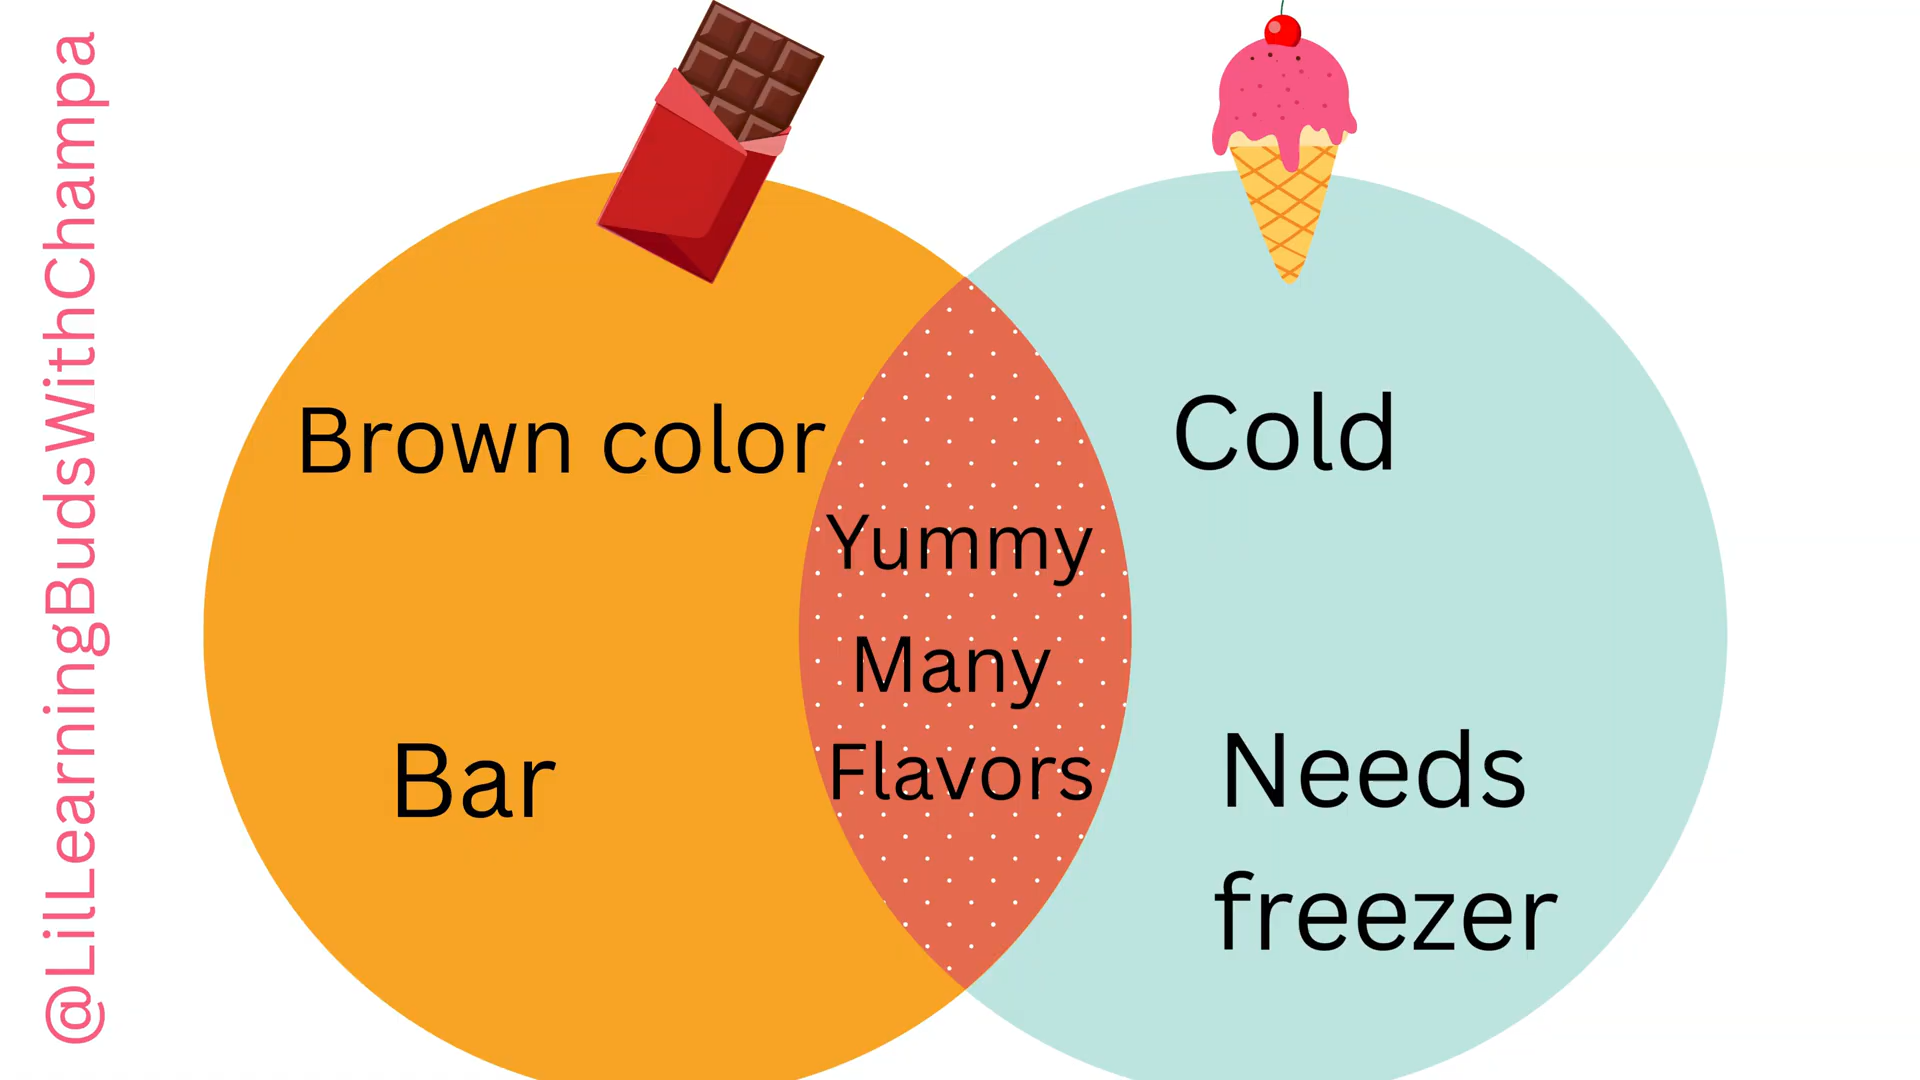 @LilLearningBudsWithChampa
Brown color
Bar
Yummy
Many
Flavors
Cold
Needs
freezer